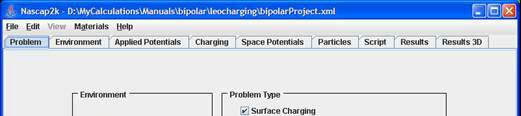 Nascap2k - D:\MyCalculations\Manuals\bipolar\leocharging\bipolarProject.xml
File Edit View Materials Help
Problem Environment Applied Potentials Charging Space Potentials Particles Script Results Results 3D
Environment Problem Type
Surface Charging